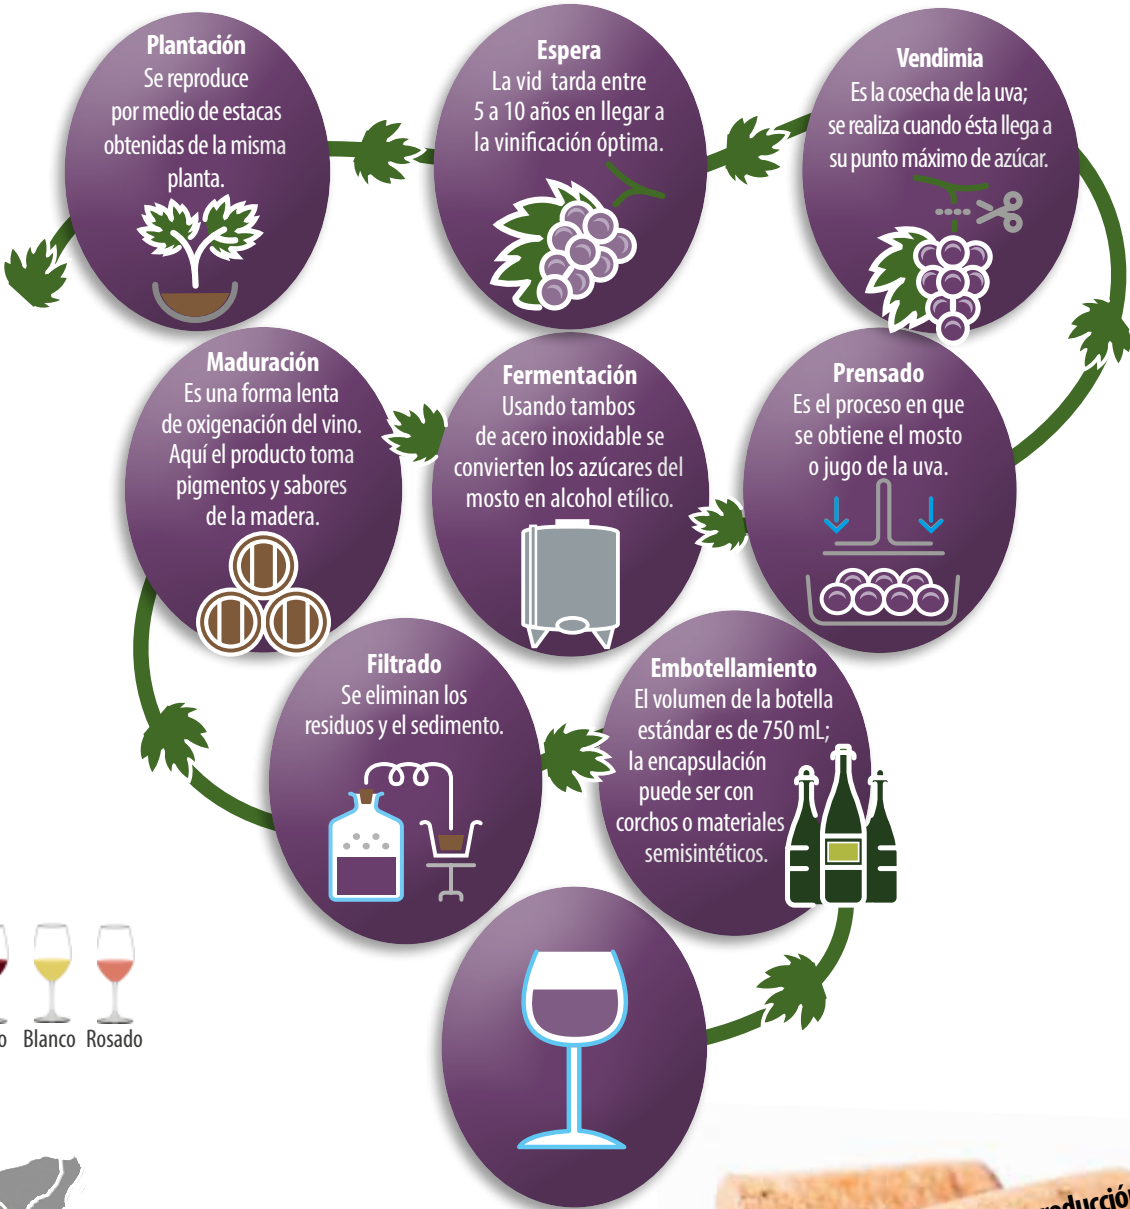 Plantación
Se reproduce
por medio de estacas
obtenidas de la misma
planta.
Espera
La vid tarda entre
5 a 10 años en llegar a
la vinificación óptima.
Vendimia
Es la cosecha de la uva;
se realiza cuando ésta llega a
su punto máximo de azúcar.
Prensado
Es el proceso en que
se obtiene el mosto
o jugo de la uva.
Fermentación
Usando tambos
de acero inoxidable se
convierten los azúcares del
mosto en alcohol etílico.
Maduración
Es una forma lenta
de oxigenación del vino.
Aquí el producto toma
pigmentos y sabores
de la madera.
Filtrado
Se eliminan los
residuos y el sedimento.
Embotellamiento
El volumen de la botella
estándar es de 750 mL;
la encapsulación
puede ser con
corchos o materiales
semisintéticos.
Blanco Rosado